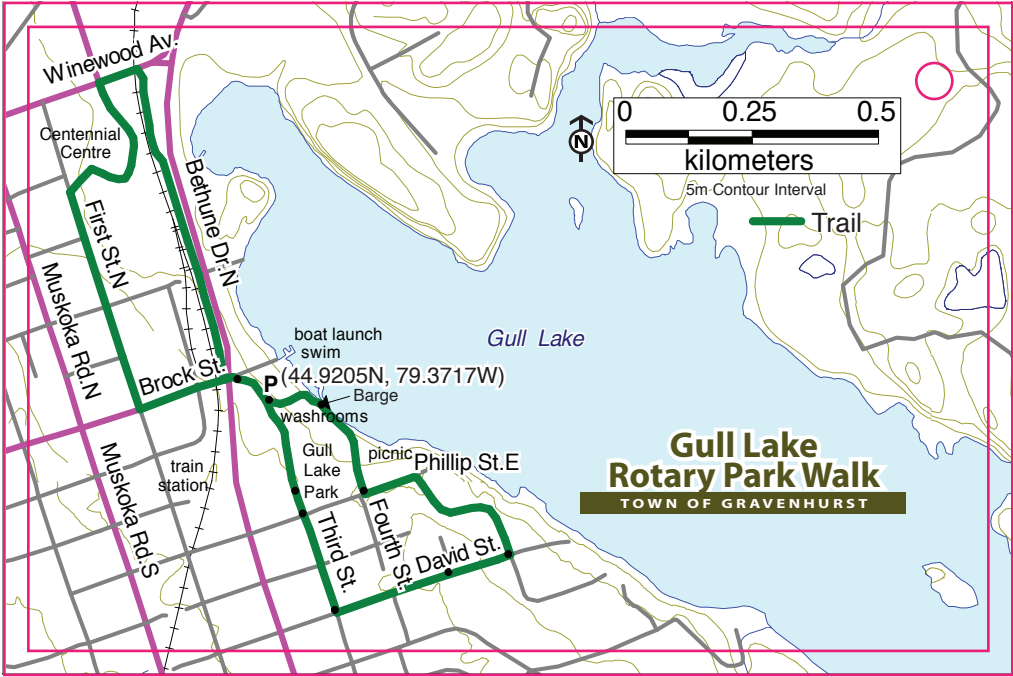 Winewood Av.
0 0.25 0.5
kilometers
5m Contour Interval
N
Trail
Centennial
Centre
Bethune Dr. N
First St. N
Muskoka Rd. N
Gull Lake
boat launch
swim
Brock St.
P (44.9205N, 79.3717W)
Barge
washrooms
Gull
Lake
Park
picnic
Phillip St.E
train
station
Muskoka Rd. S
Third St.
Fourth St.
David St.
Gull Lake
Rotary Park Walk
TOWN OF GRAVENHURST